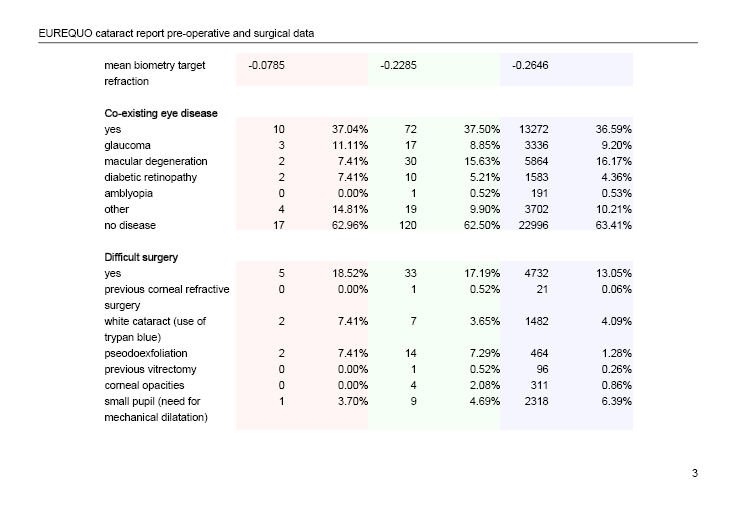 EUREQUO cataract report pre-operative and surgical data
mean biometry target -0.0785 -0.2285 -0.2646
refraction
Co-existing eye disease
yes 10 37.04% 72 37.50% 13272 36.59%
glaucoma 3 11.11% 17 8.85% 3336 9.20%
macular degeneration 2 7.41% 30 15.63% 5864 16.17%
diabetic retinopathy 2 7.41% 10 5.21% 1583 4.36%
amblyopia 0 0.00% 1 0.52% 191 0.53%
other 4 14.81% 19 9.90% 3702 10.21%
no disease 17 62.96% 120 62.50% 22996 63.41%
Difficult surgery
yes 5 18.52% 33 17.19% 4732 13.05%
previous corneal refractive 0 0.00% 1 0.52% 21 0.06%
surgery
white cataract (use of 2 7.41% 7 3.65% 1482 4.09%
trypan blue)
pseodoexfoliation 2 7.41% 14 7.29% 464 1.28%
previous vitrectomy 0 0.00% 1 0.52% 96 0.26%
corneal opacities 0 0.00% 4 2.08% 311 0.86%
small pupil (need for 1 3.70% 9 4.69% 2318 6.39%
mechanical dilatation)
3